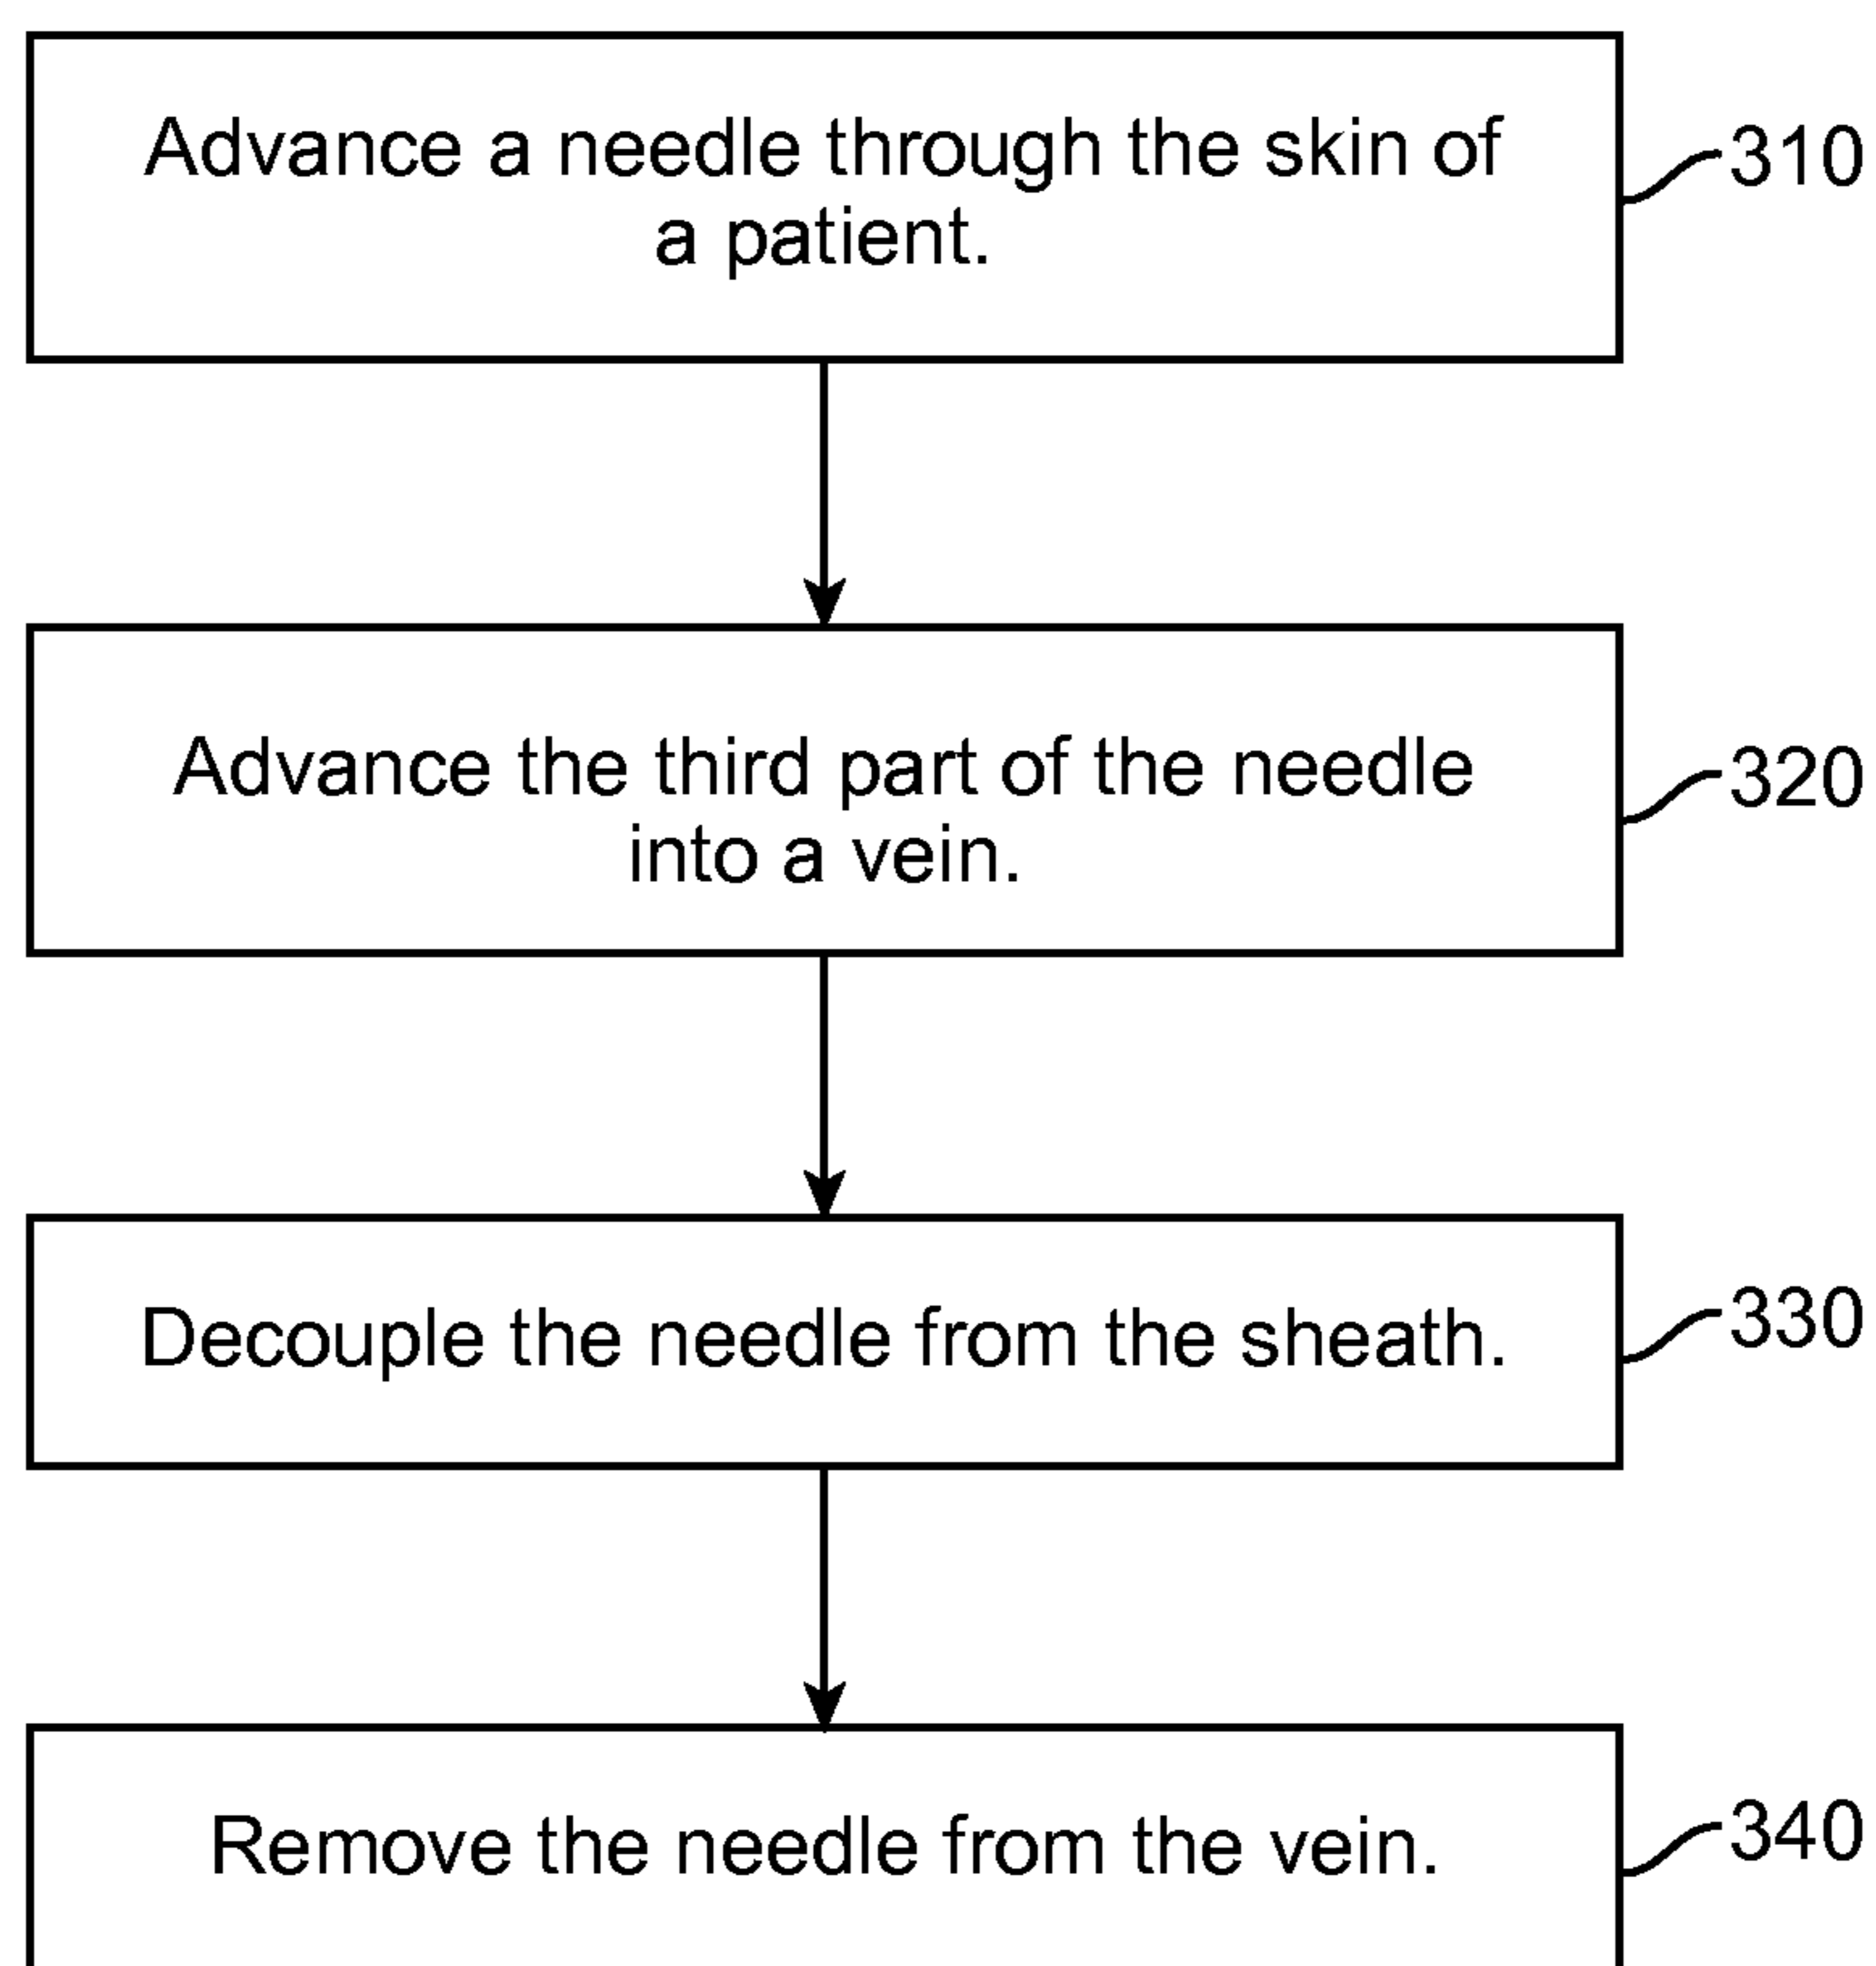 Advance a needle through the skin of
a patient.
310
Advance the third part of the needle
into a vein.
320
Decouple the needle from the sheath.
330
Remove the needle from the vein.
340